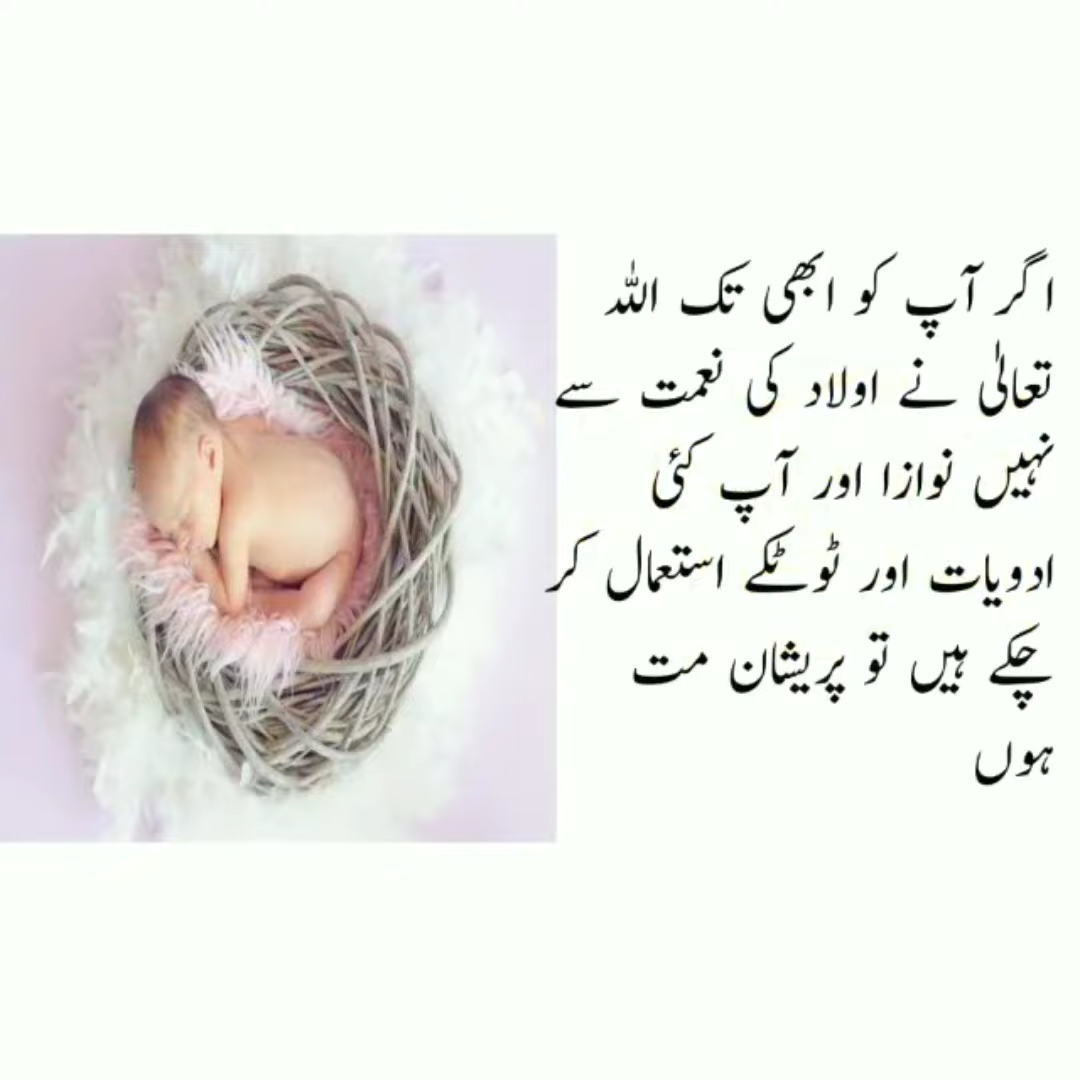 اگر آپ کو ابھی تک اللہ
تعالیٰ نے اولاد کی نعمت سے
نہیں نوازا اور آپ کئی
ادویات اور ٹوٹکے استعمال کر
چکے ہیں تو پریشان مت
ہوں